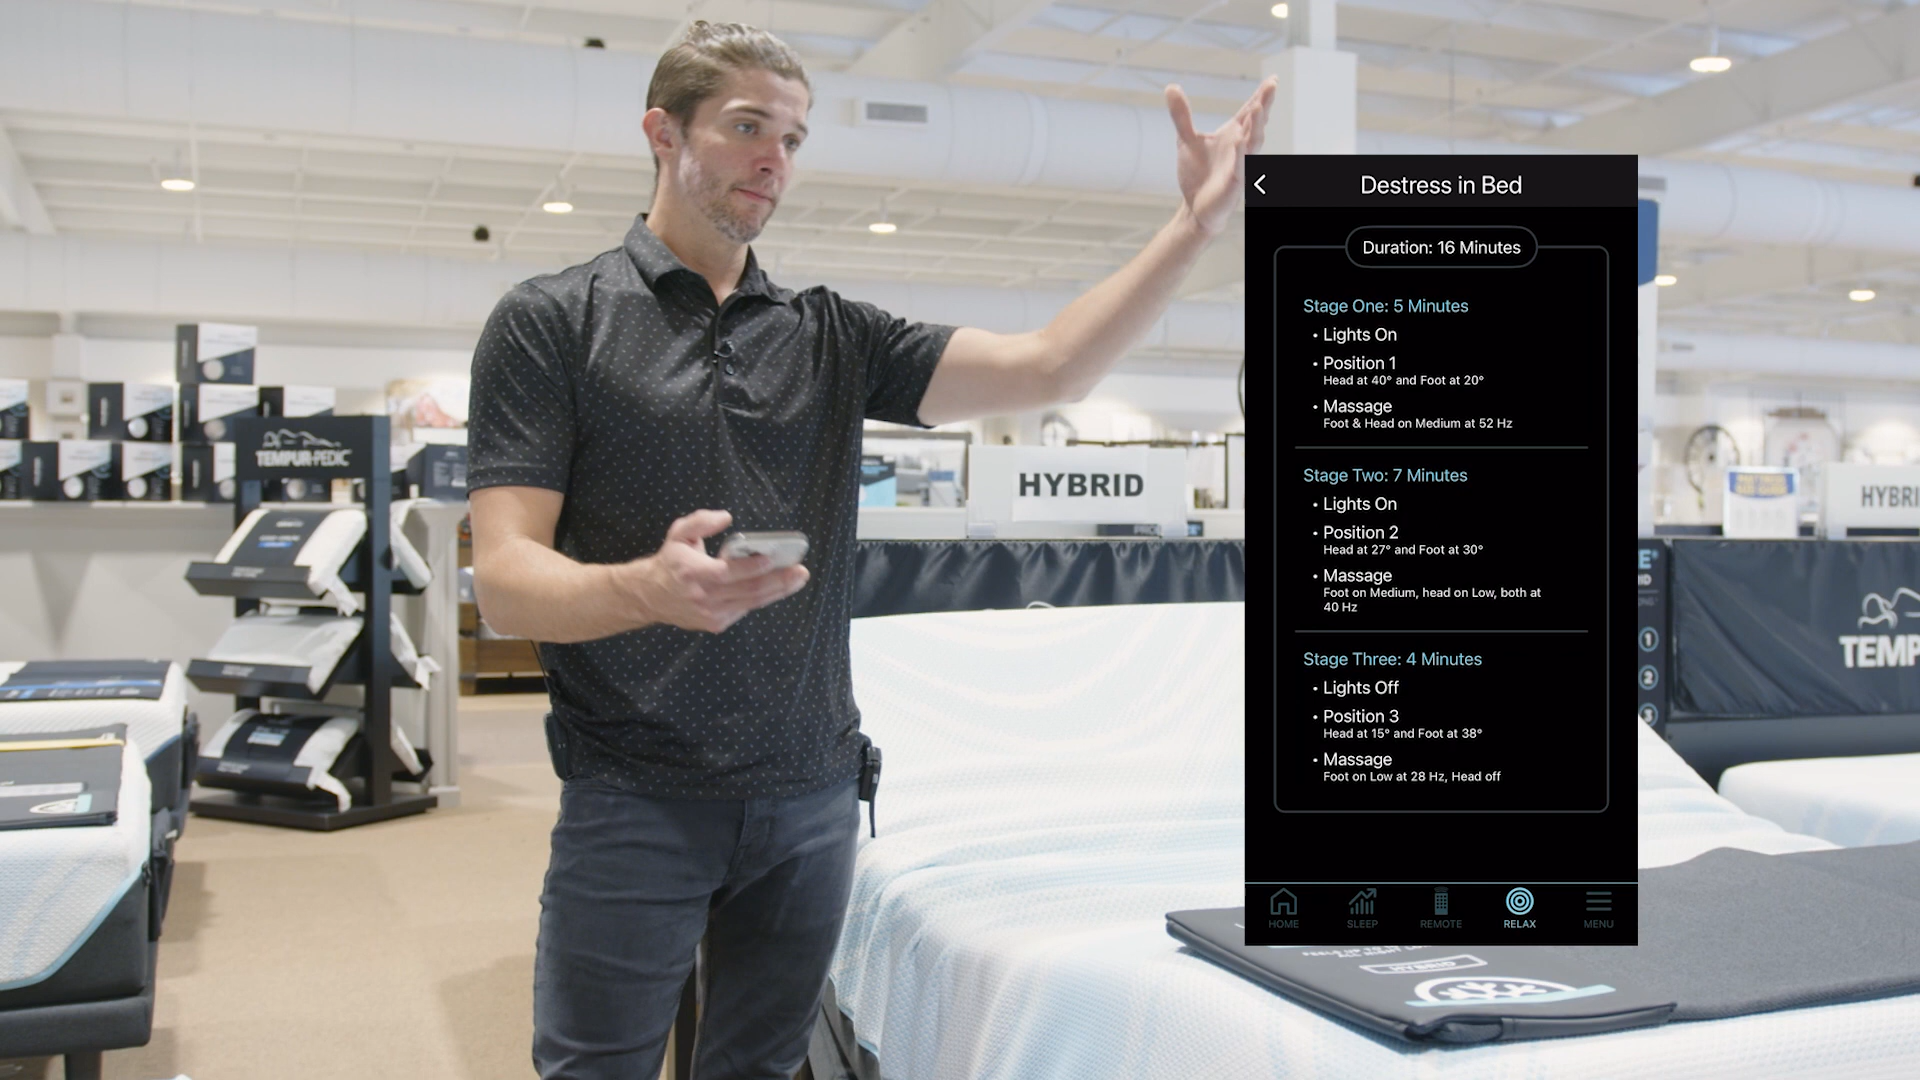 Destress in Bed
Duration: 16 Minutes
Stage One: 5 Minutes
• Lights On
• Position 1
Head at 40° and Foot at 20°
• Massage
Foot & Head on Medium at 52 Hz
Stage Two: 7 Minutes
• Lights On
• Position 2
Head at 27° and Foot at 30°
• Massage
Foot on Medium, head on Low, both at
40 Hz
Stage Three: 4 Minutes
• Lights Off
• Position 3
Head at 15° and Foot at 38°
• Massage
Foot on Low at 28 Hz, Head off
HOME
SLEEP
REMOTE
RELAX
MENU
TEMPUR-PEDIC
HYBRID
HYBRI
TEMP
1
2
3
HYBRID